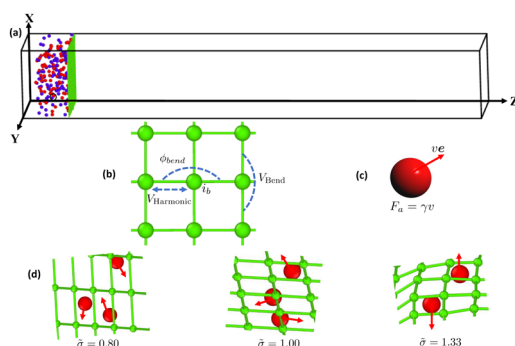 X
(a)
Z
Y
ϕ_bend
(b)
V_Harmonic
i_b
V_Bend
(c)
ve
F_a = γv
(d)
σ̃ = 0.80
σ̃ = 1.00
σ̃ = 1.33